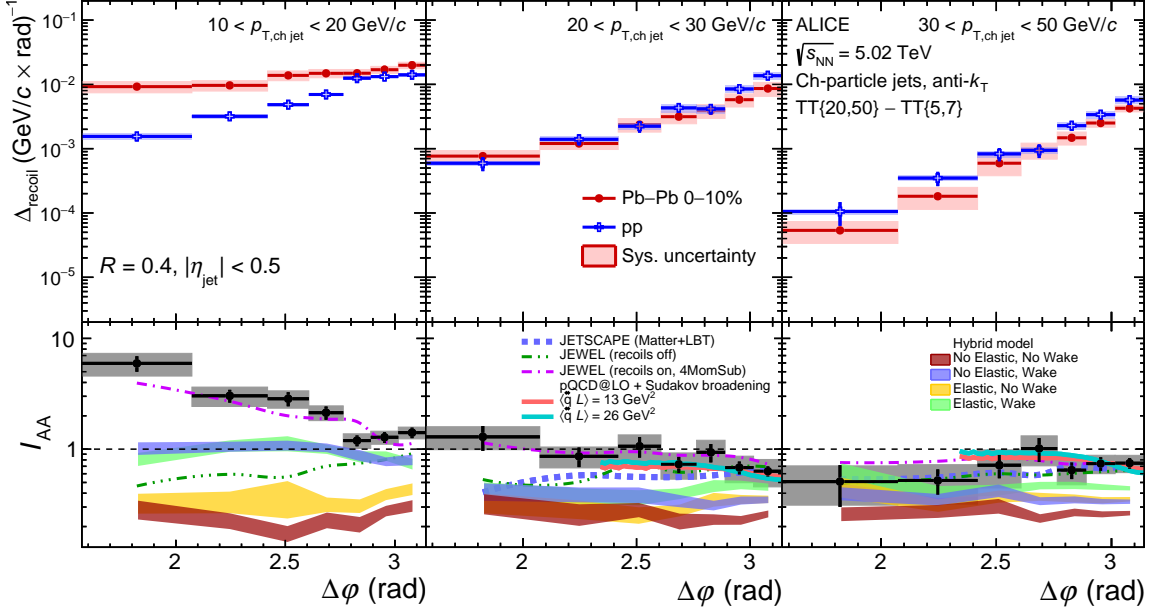 10 < p_T,ch jet < 20 GeV/c
20 < p_T,ch jet < 30 GeV/c
30 < p_T,ch jet < 50 GeV/c
ALICE
√s_NN = 5.02 TeV
Ch-particle jets, anti-k_T
TT{20,50} − TT{5,7}
Δ_recoil (GeV/c × rad)⁻¹
10⁻¹
10⁻²
10⁻³
10⁻⁴
10⁻⁵
R = 0.4, |η_jet| < 0.5
Pb−Pb 0−10%
pp
Sys. uncertainty
I_AA
10
1
JETSCAPE (Matter+LBT)
JEWEL (recoils off)
JEWEL (recoils on, 4MomSub)
pQCD@LO + Sudakov broadening
⟨q̂ L⟩ = 13 GeV²
⟨q̂ L⟩ = 26 GeV²
Hybrid model
No Elastic, No Wake
No Elastic, Wake
Elastic, No Wake
Elastic, Wake
2 2.5 3
2 2.5 3
2 2.5 3
Δφ (rad)
Δφ (rad)
Δφ (rad)